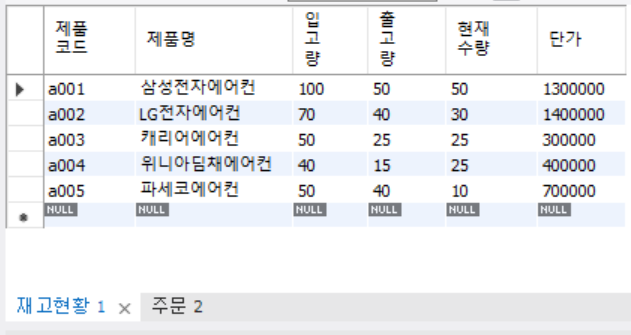 제품코드 제품명 입고량 출고량 현재수량 단가
a001 삼성전자에어컨 100 50 50 1300000
a002 LG전자에어컨 70 40 30 1400000
a003 캐리어에어컨 50 25 25 300000
a004 위니아딤채에어컨 40 15 25 400000
a005 파세코에어컨 50 40 10 700000
NULL NULL NULL NULL NULL NULL
재고현황 1 × 주문 2